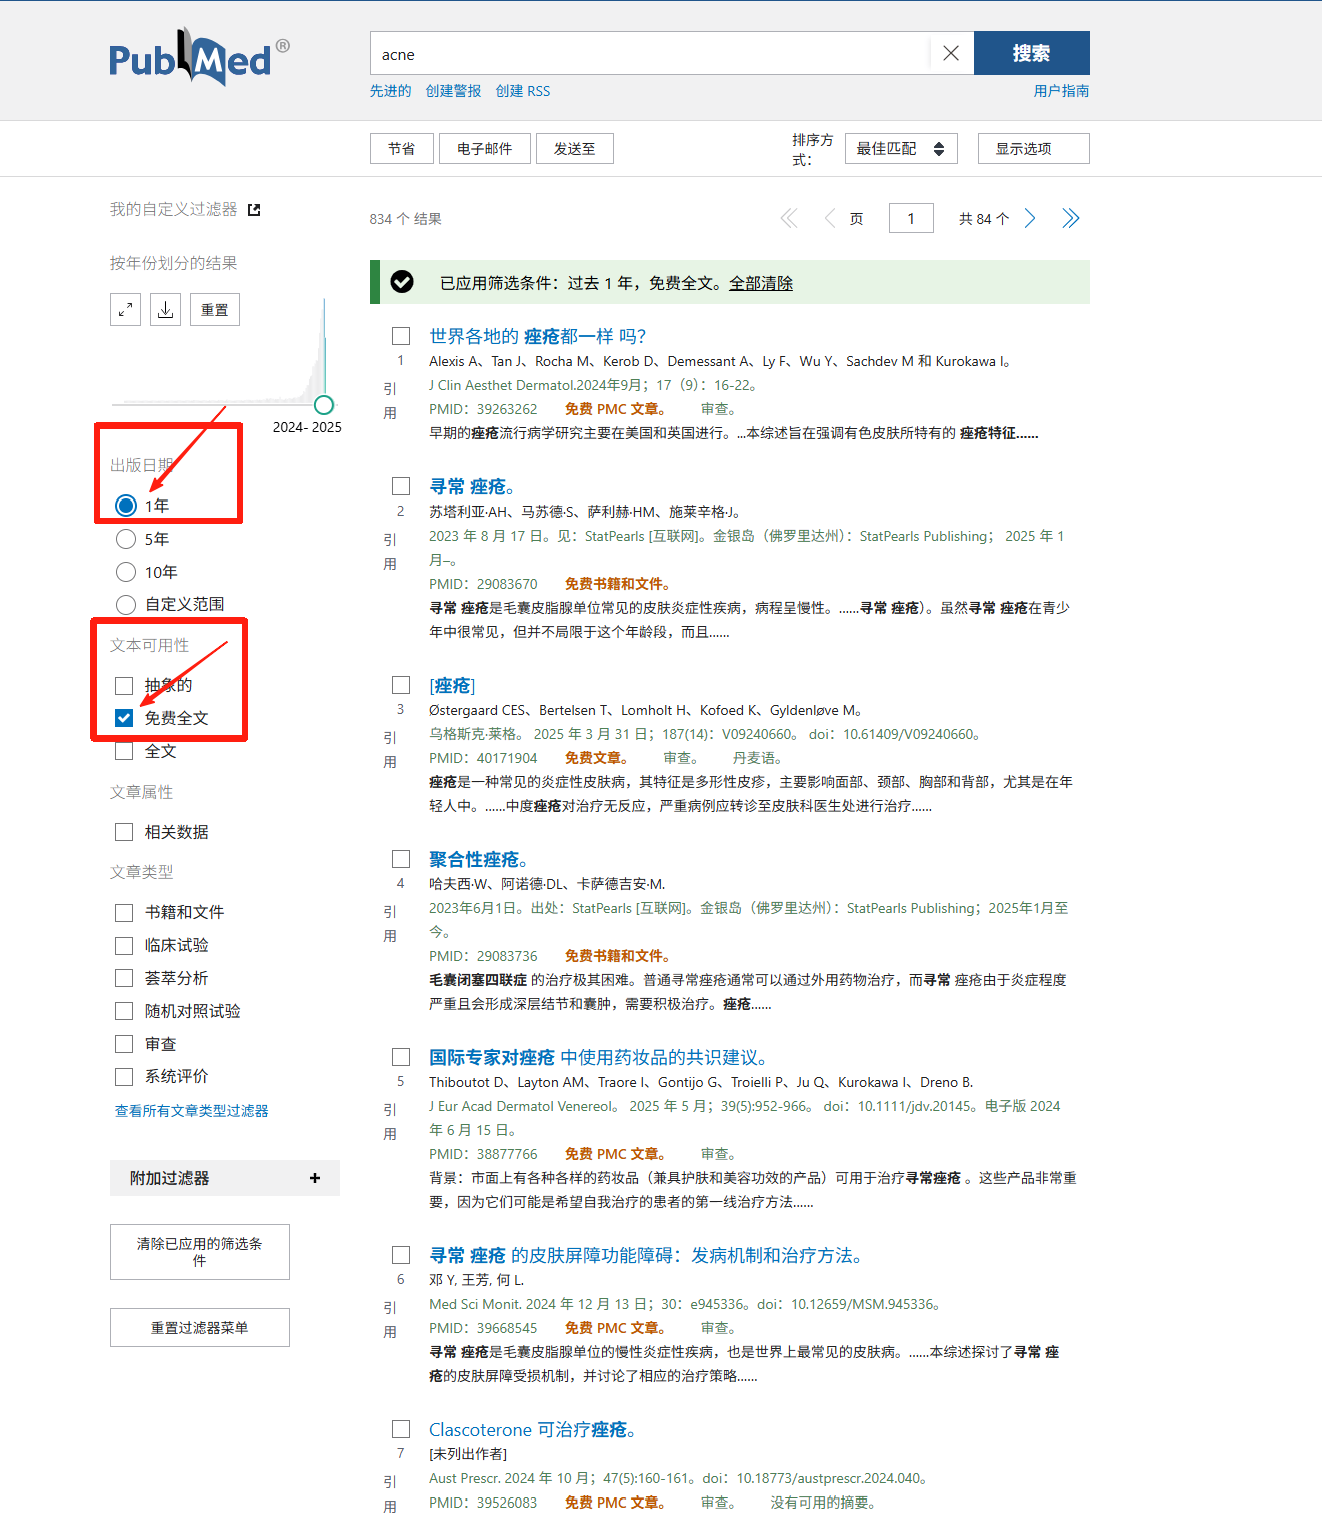 PubMed®
acne
搜索
先进的 创建警报 创建 RSS 用户指南
节省 电子邮件 发送至
排序方式：
最佳匹配
显示选项
我的自定义过滤器
按年份划分的结果
重置
2024- 2025
出版日期
1年
5年
10年
自定义范围
文本可用性
抽象的
免费全文
全文
文章属性
相关数据
文章类型
书籍和文件
临床试验
荟萃分析
随机对照试验
审查
系统评价
查看所有文章类型过滤器
附加过滤器 +
清除已应用的筛选条
件
重置过滤器菜单
834 个 结果
页 1 共 84 个
已应用筛选条件：过去 1 年，免费全文。全部清除
世界各地的 痤疮都一样 吗？
1
引用
Alexis A、Tan J、Rocha M、Kerob D、Demessant A、Ly F、Wu Y、Sachdev M 和 Kurokawa I。
J Clin Aesthet Dermatol.2024年9月；17（9）：16-22。
PMID：39263262 免费 PMC 文章。 审查。
早期的痤疮流行病学研究主要在美国和英国进行。...本综述旨在强调有色皮肤所特有的 痤疮特征......
寻常 痤疮。
2
引用
苏塔利亚·AH、马苏德·S、萨利赫·HM、施莱辛格·J。
2023 年 8 月 17 日。见：StatPearls [互联网]。金银岛（佛罗里达州）：StatPearls Publishing； 2025 年 1
月–。
PMID：29083670 免费书籍和文件。
寻常 痤疮是毛囊皮脂腺单位常见的皮肤炎症性疾病，病程呈慢性。......寻常 痤疮）。虽然寻常 痤疮在青少
年中很常见，但并不局限于这个年龄段，而且......
[痤疮]
3
引用
Østergaard CES、Bertelsen T、Lomholt H、Kofoed K、Gyldenløve M。
乌格斯克·莱格。 2025 年 3 月 31 日；187(14)：V09240660。 doi：10.61409/V09240660。
PMID：40171904 免费文章。 审查。 丹麦语。
痤疮是一种常见的炎症性皮肤病，其特征是多形性皮疹，主要影响面部、颈部、胸部和背部，尤其是在年
轻人中。......中度痤疮对治疗无反应，严重病例应转诊至皮肤科医生处进行治疗......
聚合性痤疮。
4
引用
哈夫西·W、阿诺德·DL、卡萨德吉安·M.
2023年6月1日。出处：StatPearls [互联网]。金银岛（佛罗里达州）：StatPearls Publishing；2025年1月至
今。
PMID：29083736 免费书籍和文件。
毛囊闭塞四联症 的治疗极其困难。普通寻常痤疮通常可以通过外用药物治疗，而寻常 痤疮由于炎症程度
严重且会形成深层结节和囊肿，需要积极治疗。痤疮......
国际专家对痤疮 中使用药妆品的共识建议。
5
引用
Thiboutot D、Layton AM、Traore I、Gontijo G、Troielli P、Ju Q、Kurokawa I、Dreno B.
J Eur Acad Dermatol Venereol。 2025 年 5 月；39(5):952-966。 doi：10.1111/jdv.20145。电子版 2024
年 6 月 15 日。
PMID：38877766 免费 PMC 文章。 审查。
背景：市面上有各种各样的药妆品（兼具护肤和美容功效的产品）可用于治疗寻常痤疮 。这些产品非常重
要，因为它们可能是希望自我治疗的患者的第一线治疗方法......
寻常 痤疮 的皮肤屏障功能障碍：发病机制和治疗方法。
6
引用
邓 Y, 王芳, 何 L.
Med Sci Monit. 2024 年 12 月 13 日；30：e945336。doi：10.12659/MSM.945336。
PMID：39668545 免费 PMC 文章。 审查。
寻常 痤疮是毛囊皮脂腺单位的慢性炎症性疾病，也是世界上最常见的皮肤病。......本综述探讨了寻常 痤
疮的皮肤屏障受损机制，并讨论了相应的治疗策略......
Clascoterone 可治疗痤疮。
7
引用
[未列出作者]
Aust Prescr. 2024 年 10 月；47(5):160-161。doi：10.18773/austprescr.2024.040。
PMID：39526083 免费 PMC 文章。 审查。 没有可用的摘要。